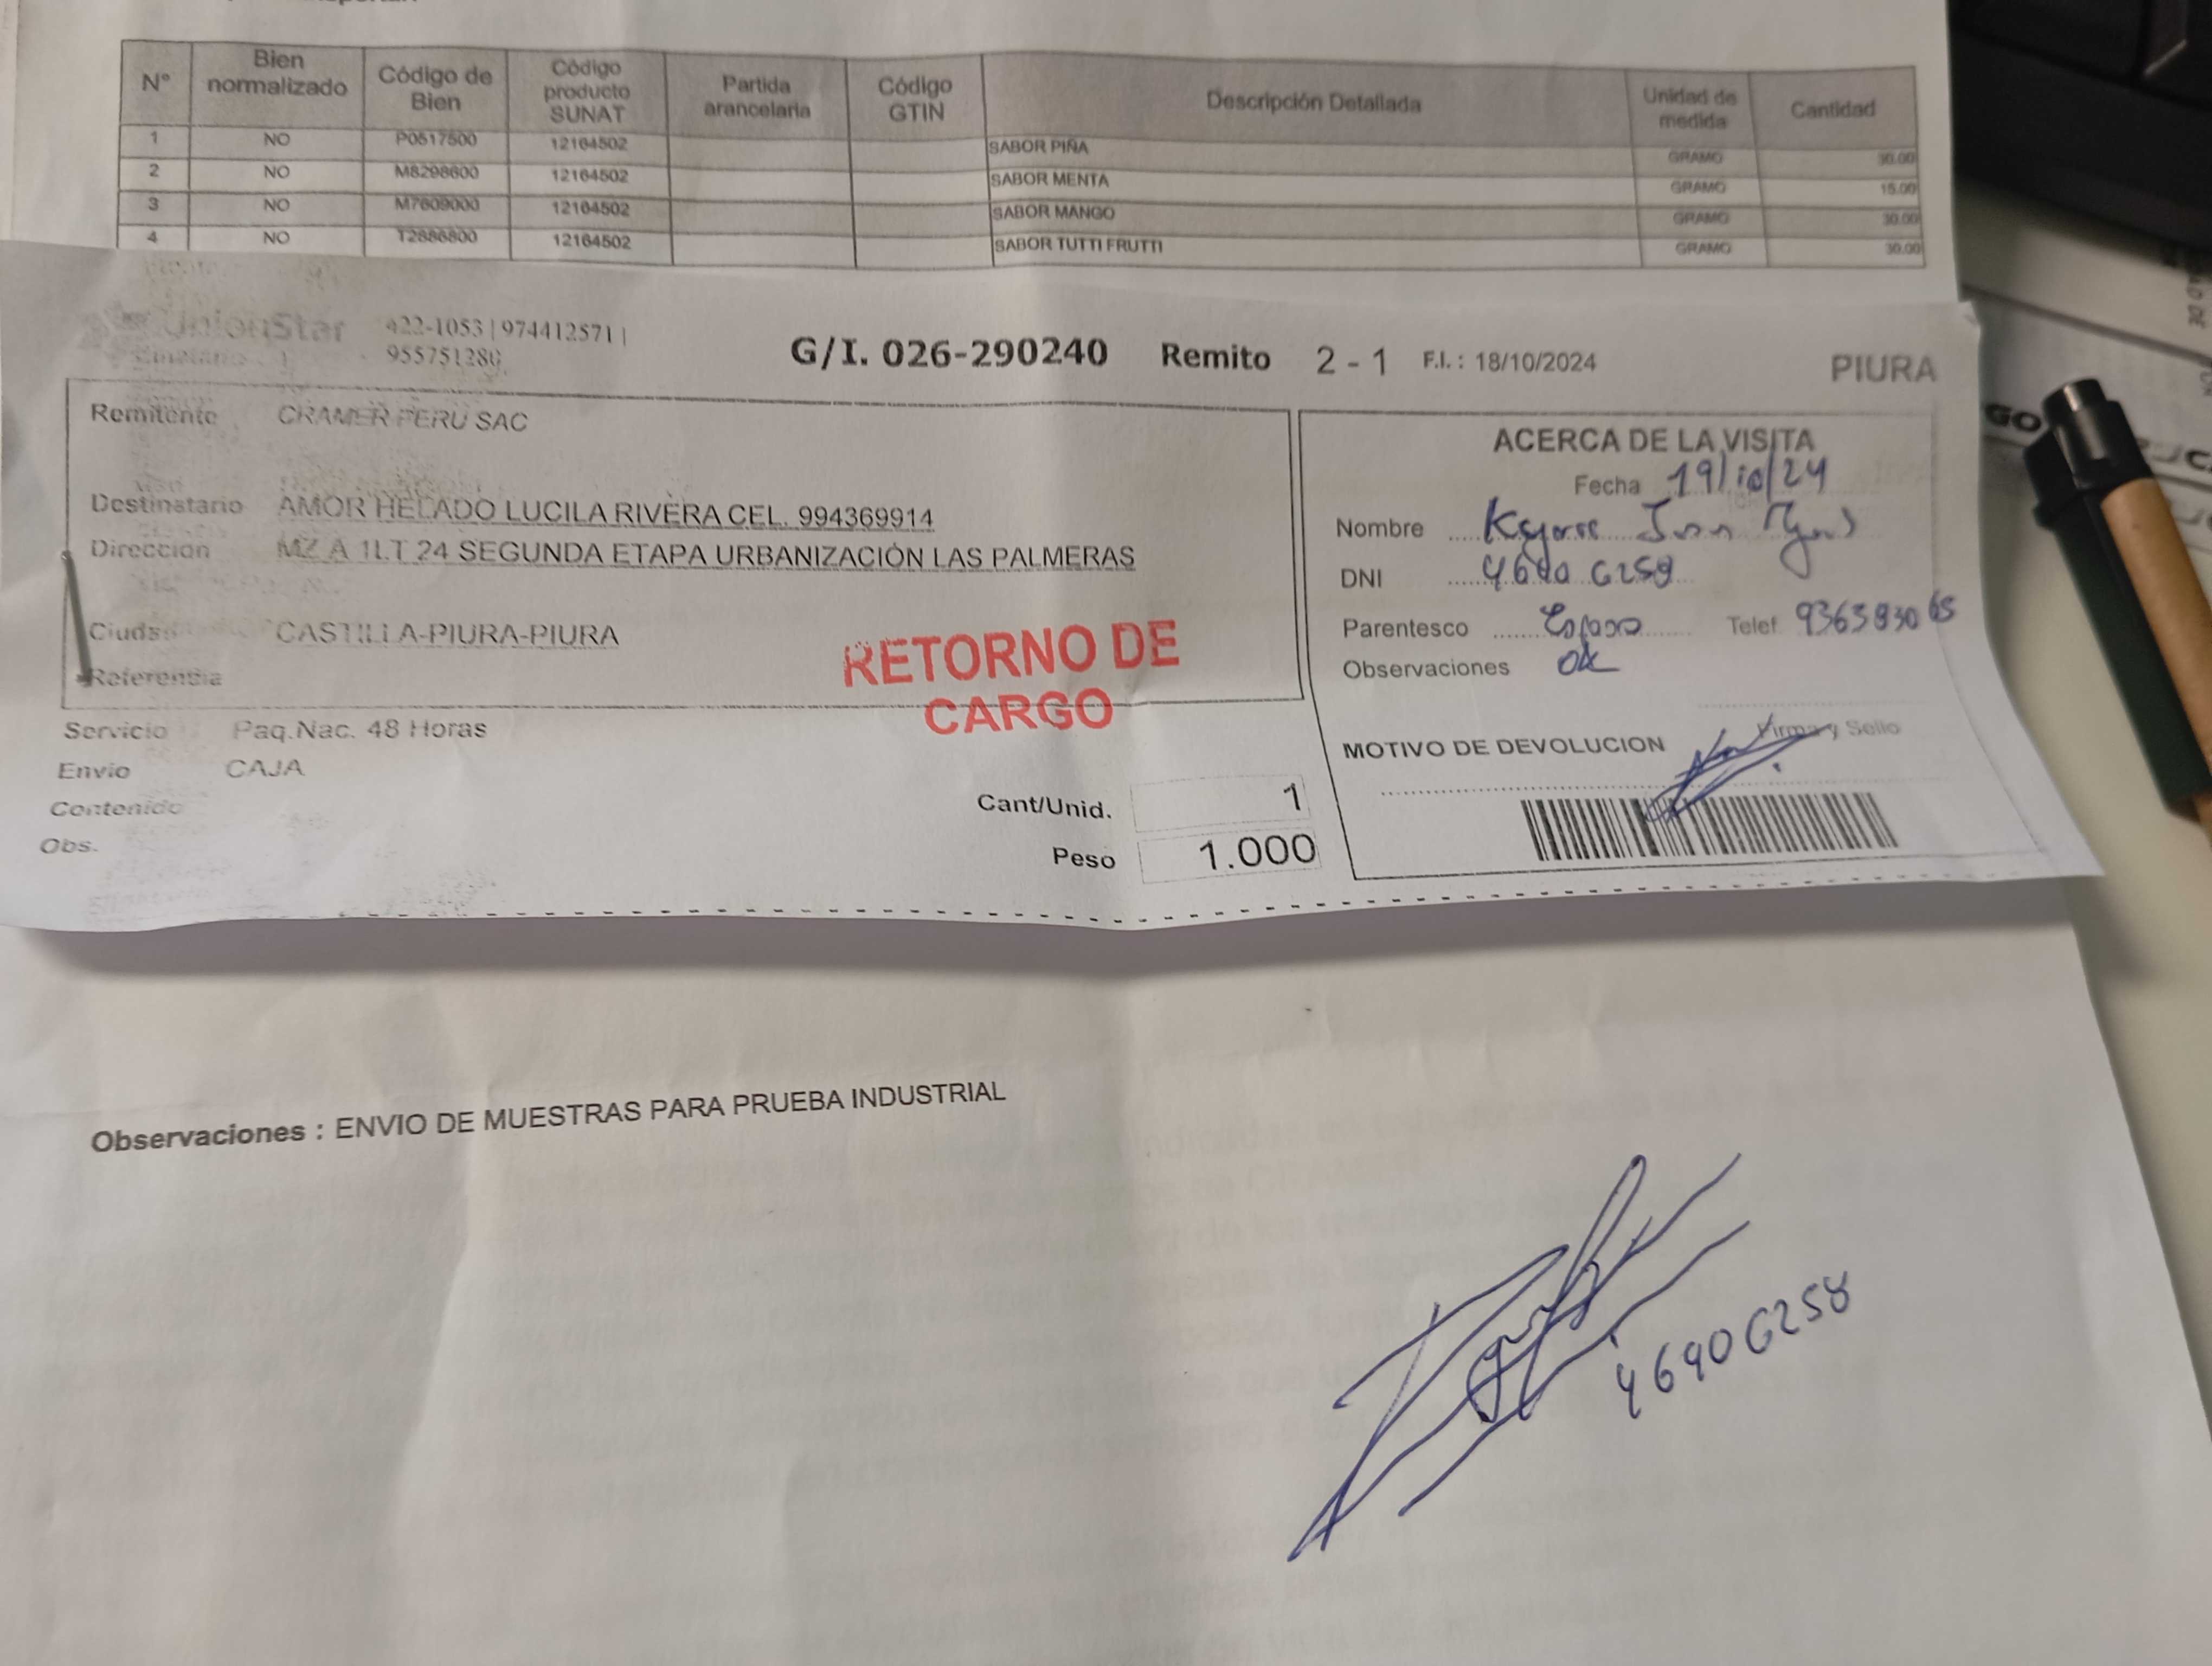 N° Bien normalizado Código de Bien Código producto SUNAT Partida arancelaria Código GTIN Descripción Detallada Unidad de medida Cantidad
1 NO P0517500 12164502 SABOR PIÑA GRAMO 30.00
2 NO M8298600 12164502 SABOR MENTA GRAMO 15.00
3 NO M7609000 12164502 SABOR MANGO GRAMO 30.00
4 NO T2886800 12164502 SABOR TUTTI FRUTTI GRAMO 30.00
UnionStar 422-1053 | 974412571 |
955751280
G/I. 026-290240 Remito 2 - 1 F.I. : 18/10/2024 PIURA
Remitente CRAMER PERU SAC
Destinatario AMOR HELADO LUCILA RIVERA CEL. 994369914
Dirección MZ A 1LT 24 SEGUNDA ETAPA URBANIZACIÓN LAS PALMERAS
Ciudad CASTILLA-PIURA-PIURA
Referencia
RETORNO DE
CARGO
Servicio Paq.Nac. 48 Horas
Envio CAJA
Contenido
Obs.
Cant/Unid. 1
Peso 1.000
ACERCA DE LA VISITA
Fecha 19/10/24
Nombre
DNI
Parentesco Esposo Telef 936383065
Observaciones ok
Firma y Sello
MOTIVO DE DEVOLUCION
Observaciones : ENVIO DE MUESTRAS PARA PRUEBA INDUSTRIAL
46906258